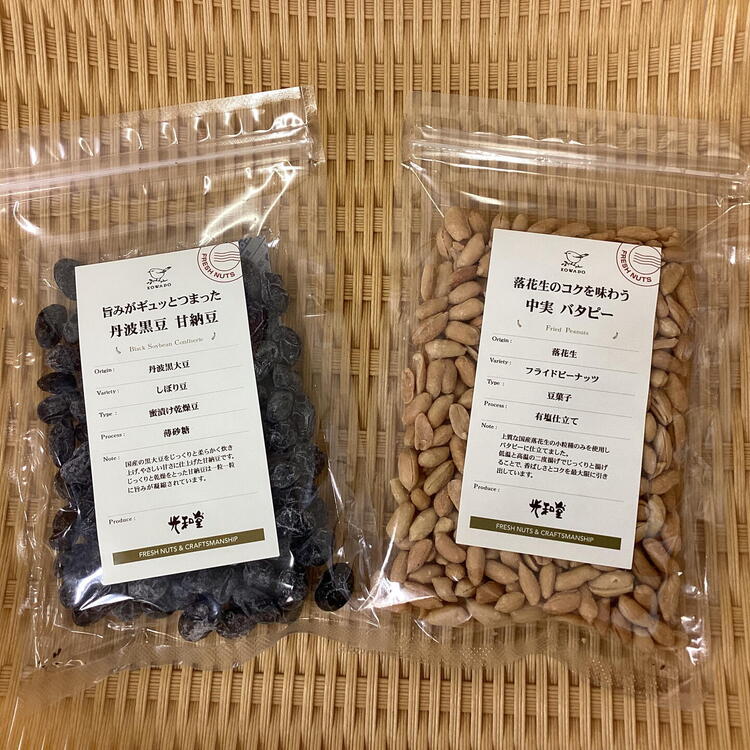 KOWADO
FRESH NUTS
旨みがギュッとつまった
丹波黒豆 甘納豆
Black Soybean Confiserie
Origin : 丹波黒大豆
Variety : しぼり豆
Type : 蜜漬け乾燥豆
Process : 薄砂糖
Note :
国産の黒大豆をじっくりと柔らかく炊き
上げ、やさしい甘さに仕上げた甘納豆です。
じっくりと乾燥をとった甘納豆は一粒一粒
に旨みが凝縮されています。
Produce : 光和堂
FRESH NUTS & CRAFTSMANSHIP
KOWADO
FRESH NUTS
落花生のコクを味わう
中実 バタピー
Fried Peanuts
Origin : 落花生
Variety : フライドピーナッツ
Type : 豆菓子
Process : 有塩仕立て
Note :
上質な国産落花生の小粒種のみを使用し
バタピーに仕立てました。
低温と高温の二度揚げでじっくりと揚げ
ることで、香ばしさとコクを最大限に引き
出しています。
Produce : 光和堂
FRESH NUTS & CRAFTSMANSHIP